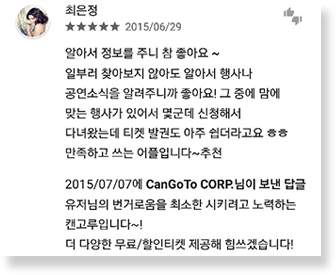 최은정
★★★★★ 2015/06/29
알아서 정보를 주니 참 좋아요 ~
일부러 찾아보지 않아도 알아서 행사나
공연소식을 알려주니까 좋아요! 그 중에 맘에
맞는 행사가 있어서 몇군데 신청해서
다녀왔는데 티켓 발권도 아주 쉽더라고요 ㅎㅎ
만족하고 쓰는 어플입니다~추천
2015/07/07에 CanGoTo CORP.님이 보낸 답글
유저님의 번거로움을 최소한 시키려고 노력하는
캔고루입니다~!
더 다양한 무료/할인티켓 제공해 힘쓰겠습니다!